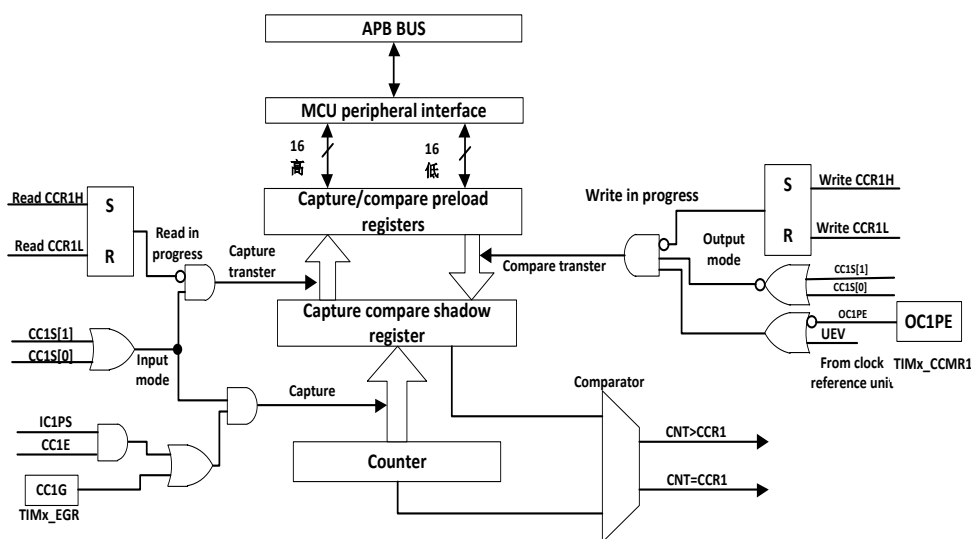 APB BUS
MCU peripheral interface
16
高
16
低
Read CCR1H
S
Read CCR1L
R
Read in
progress
Capture
transter
Capture/compare preload
registers
Write in progress
Compare transter
Output
mode
S
Write CCR1H
R
Write CCR1L
CC1S[1]
CC1S[0]
OC1PE
UEV
OC1PE
From clock
reference unit
TIMx_CCMR1
Capture compare shadow
register
CC1S[1]
CC1S[0]
Input
mode
Capture
Comparator
IC1PS
CC1E
CC1G
TIMx_EGR
Counter
CNT>CCR1
CNT=CCR1